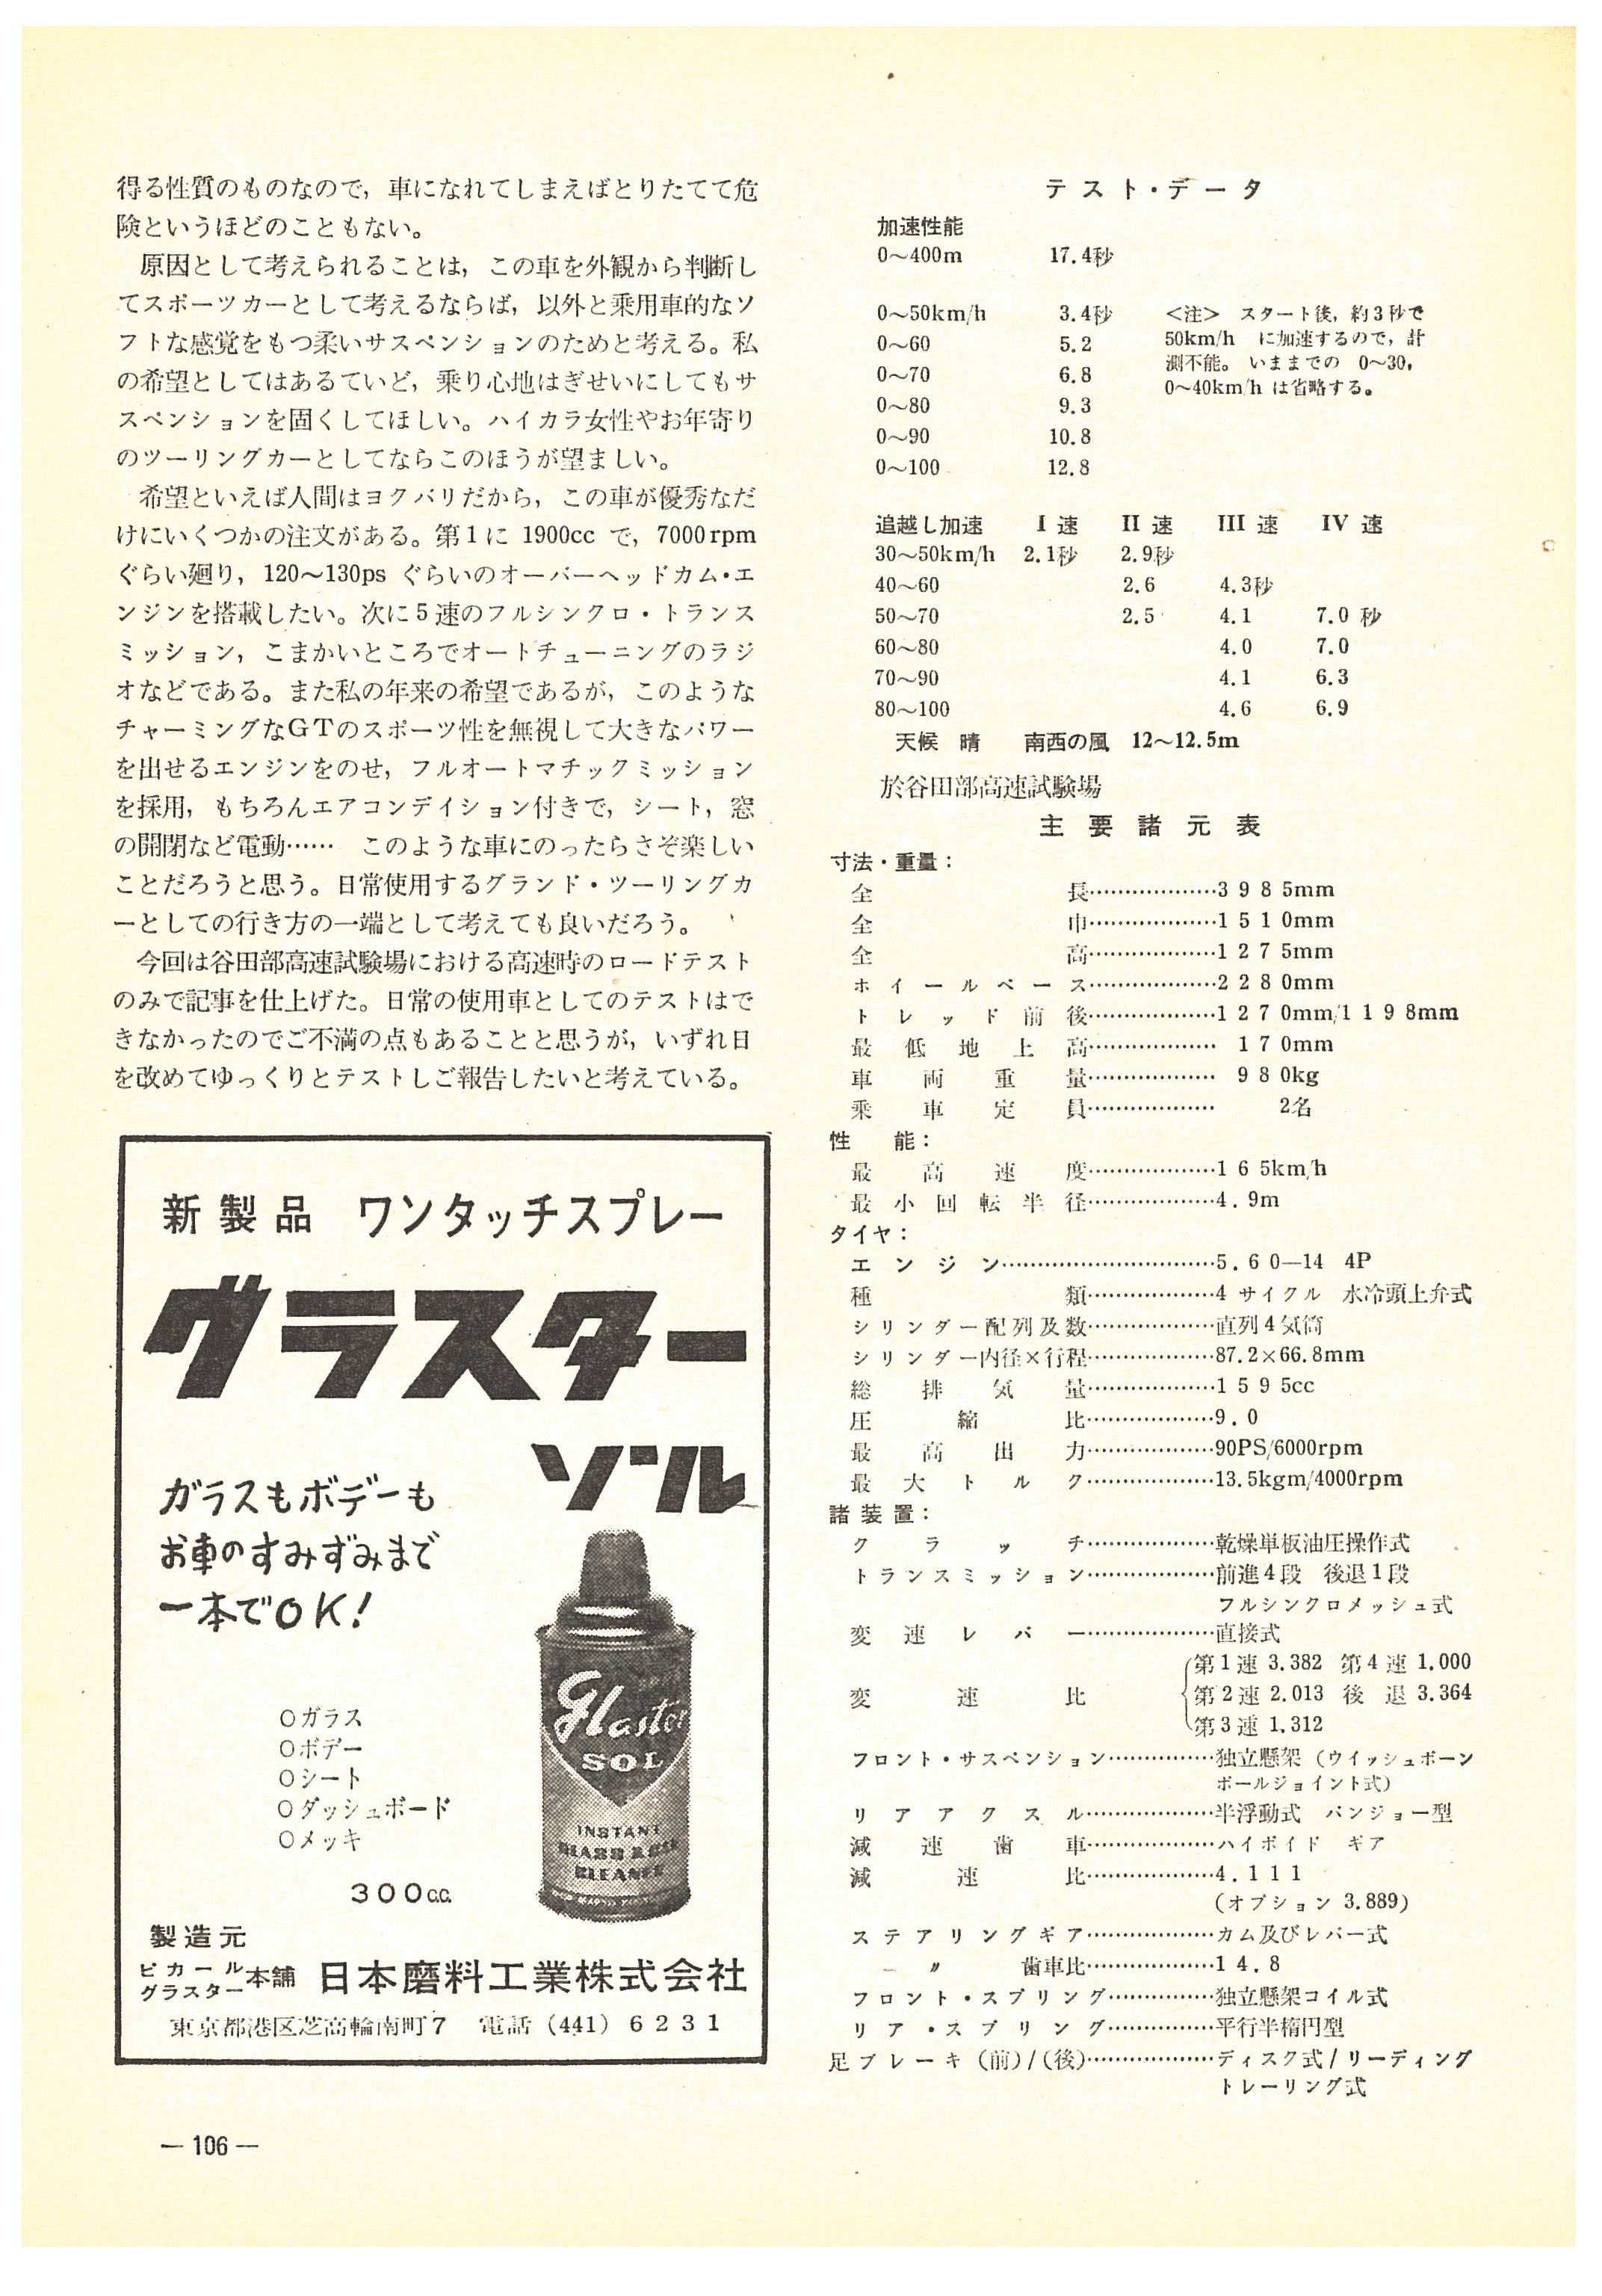 得る性質のものなので，車になれてしまえばとりたてて危
険というほどのこともない。
原因として考えられることは，この車を外観から判断し
てスポーツカーとして考えるならば，以外と乗用車的なソ
フトな感覚をもつ柔いサスペンションのためと考える。私
の希望としてはあるていど，乗り心地はぎせいにしてもサ
スペンションを固くしてほしい。ハイカラ女性やお年寄り
のツーリングカーとしてならこのほうが望ましい。
希望といえば人間はヨクバリだから，この車が優秀なだ
けにいくつかの注文がある。第1に 1900cc で，7000rpm
ぐらい廻り，120〜130ps ぐらいのオーバーヘッドカム・エ
ンジンを搭載したい。次に5速のフルシンクロ・トランス
ミッション，こまかいところでオートチューニングのラジ
オなどである。また私の年来の希望であるが，このような
チャーミングなGTのスポーツ性を無視して大きなパワー
を出せるエンジンをのせ，フルオートマチックミッション
を採用，もちろんエアコンデイション付きで，シート，窓
の開閉など電動…… このような車にのったらさぞ楽しい
ことだろうと思う。日常使用するグランド・ツーリングカ
ーとしての行き方の一端として考えても良いだろう。
今回は谷田部高速試験場における高速時のロードテスト
のみで記事を仕上げた。日常の使用車としてのテストはで
きなかったのでご不満の点もあることと思うが，いずれ日
を改めてゆっくりとテストしご報告したいと考えている。
新製品 ワンタッチスプレー
グラスター
ゾル
ガラスもボデーも
お車のすみずみまで
一本でOK!
Glaster
SOL
INSTANT
CLEANER
○ガラス
○ボデー
○シート
○ダッシュボード
○メッキ
300c.c.
製造元
ピカール
グラスター本舗 日本磨料工業株式会社
東京都港区芝高輪南町7 電話 (441) 6231
テスト・データ
加速性能
0〜400m 17.4秒
0〜50km/h 3.4秒
0〜60 5.2
0〜70 6.8
0〜80 9.3
0〜90 10.8
0〜100 12.8
<注> スタート後，約3秒で
50km/h に加速するので，計
測不能。いままでの 0〜30，
0〜40km/h は省略する。
追越し加速 I 速 II 速 III 速 IV 速
30〜50km/h 2.1秒 2.9秒
40〜60 2.6 4.3秒
50〜70 2.5 4.1 7.0 秒
60〜80 4.0 7.0
70〜90 4.1 6.3
80〜100 4.6 6.9
天候 晴 南西の風 12〜12.5m
於谷田部高速試験場
主要諸元表
寸法・重量：
全長………………3985mm
全巾………………1510mm
全高………………1275mm
ホイールベース………………2280mm
トレッド前後………………1270mm/1198mm
最低地上高……………… 170mm
車両重量……………… 980kg
乗車定員……………… 2名
性能：
最高速度………………165km/h
最小回転半径………………4.9m
タイヤ：
エンジン…………………………5.60—14 4P
種類………………4 サイクル 水冷頭上弁式
シリンダー配列及数………………直列4気筒
シリンダー内径×行程………………87.2×66.8mm
総排気量………………1595cc
圧縮比………………9.0
最高出力………………90PS/6000rpm
最大トルク………………13.5kgm/4000rpm
諸装置：
クラッチ………………乾燥単板油圧操作式
トランスミッション………………前進4段 後退1段
フルシンクロメッシュ式
変速レバー………………直接式
変速比
第1速 3.382 第4速 1.000
第2速 2.013 後退 3.364
第3速 1.312
フロント・サスペンション……………独立懸架（ウイッシュボーン
ボールジョイント式）
リアアクスル………………半浮動式 バンジョー型
減速歯車………………ハイポイド ギア
減速比………………4.111
（オプション 3.889）
ステアリングギア………………カム及びレバー式
〃 歯車比………………14.8
フロント・スプリング……………独立懸架コイル式
リア・スプリング……………平行半楕円型
足ブレーキ (前)/(後)………………ディスク式/リーディング
トレーリング式
— 106 —